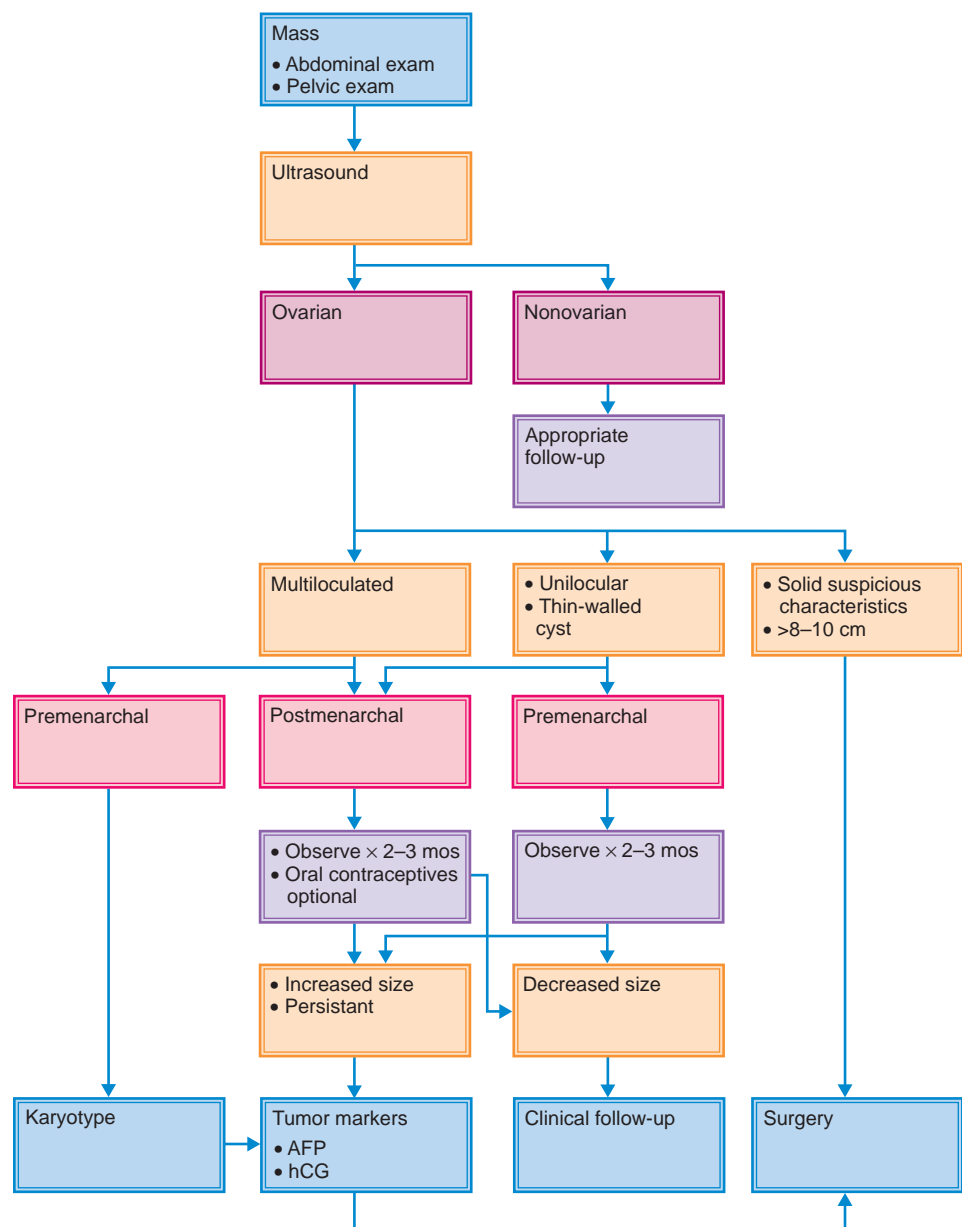 Mass
• Abdominal exam
• Pelvic exam
Ultrasound
Ovarian
Nonovarian
Appropriate
follow-up
Multiloculated
• Unilocular
• Thin-walled
cyst
• Solid suspicious
characteristics
• >8–10 cm
Premenarchal
Postmenarchal
Premenarchal
• Observe × 2–3 mos
• Oral contraceptives
optional
Observe × 2–3 mos
• Increased size
• Persistant
Decreased size
Karyotype
Tumor markers
• AFP
• hCG
Clinical follow-up
Surgery